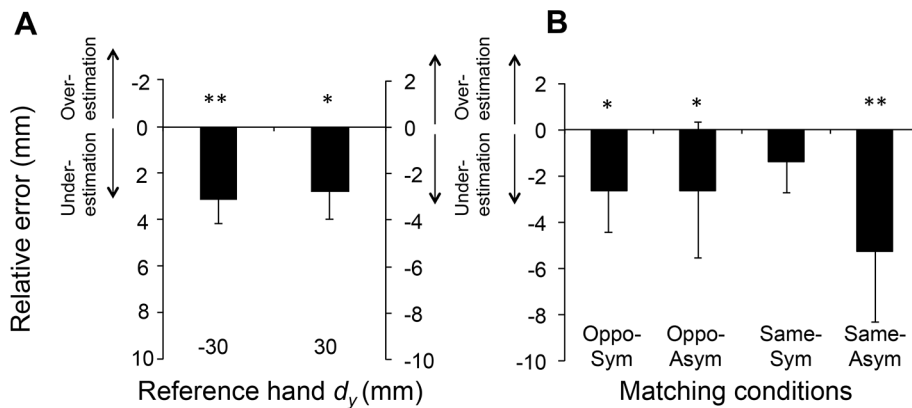 A
B
Relative error (mm)
Over-
estimation
Under-
estimation
-2
0
2
4
6
8
10
** *
-30 30
2
0
-2
-4
-6
-8
-10
Reference hand dy (mm)
Over-
estimation
Under-
estimation
2
0
-2
-4
-6
-8
-10
* * **
Oppo- Oppo- Same- Same-
Sym Asym Sym Asym
Matching conditions